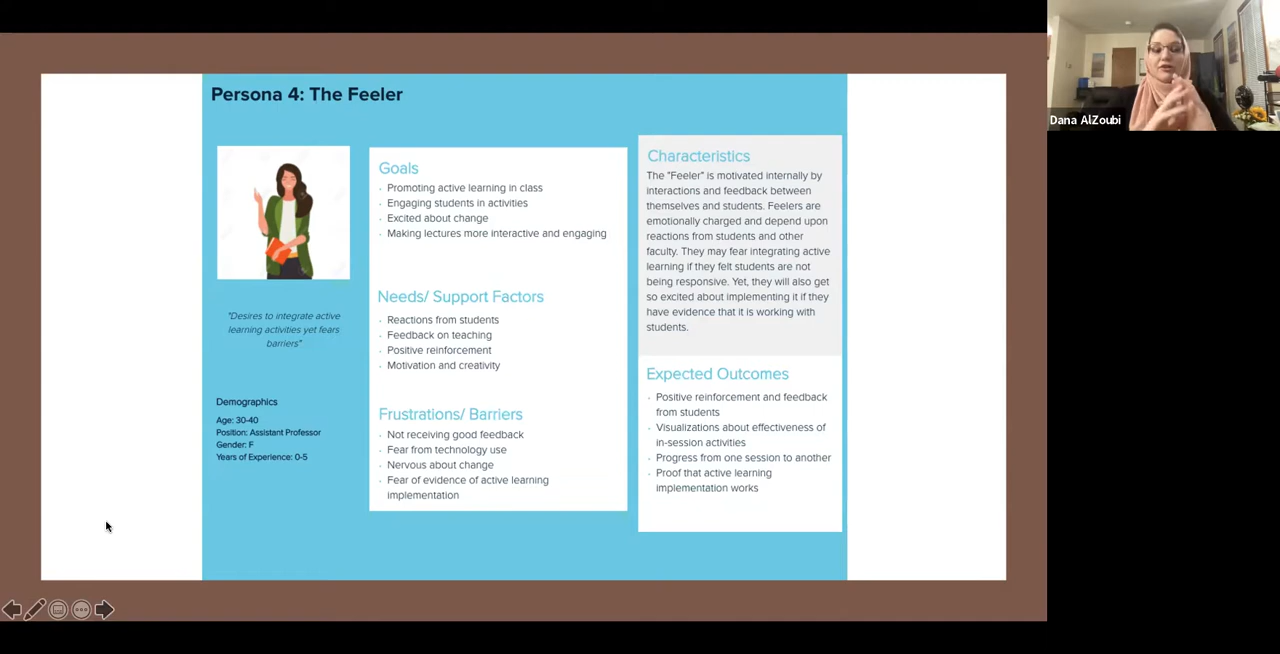 Persona 4: The Feeler
"Desires to integrate active
learning activities yet fears
barriers"
Demographics
Age: 30-40
Position: Assistant Professor
Gender: F
Years of Experience: 0-5
Goals
· Promoting active learning in class
· Engaging students in activities
· Excited about change
· Making lectures more interactive and engaging
Needs/ Support Factors
· Reactions from students
· Feedback on teaching
· Positive reinforcement
· Motivation and creativity
Frustrations/ Barriers
· Not receiving good feedback
· Fear from technology use
· Nervous about change
· Fear of evidence of active learning
implementation
Characteristics
The "Feeler" is motivated internally by
interactions and feedback between
themselves and students. Feelers are
emotionally charged and depend upon
reactions from students and other
faculty. They may fear integrating active
learning if they felt students are not
being responsive. Yet, they will also get
so excited about implementing it if they
have evidence that it is working with
students.
Expected Outcomes
· Positive reinforcement and feedback
from students
· Visualizations about effectiveness of
in-session activities
· Progress from one session to another
· Proof that active learning
implementation works
Dana AlZoubi